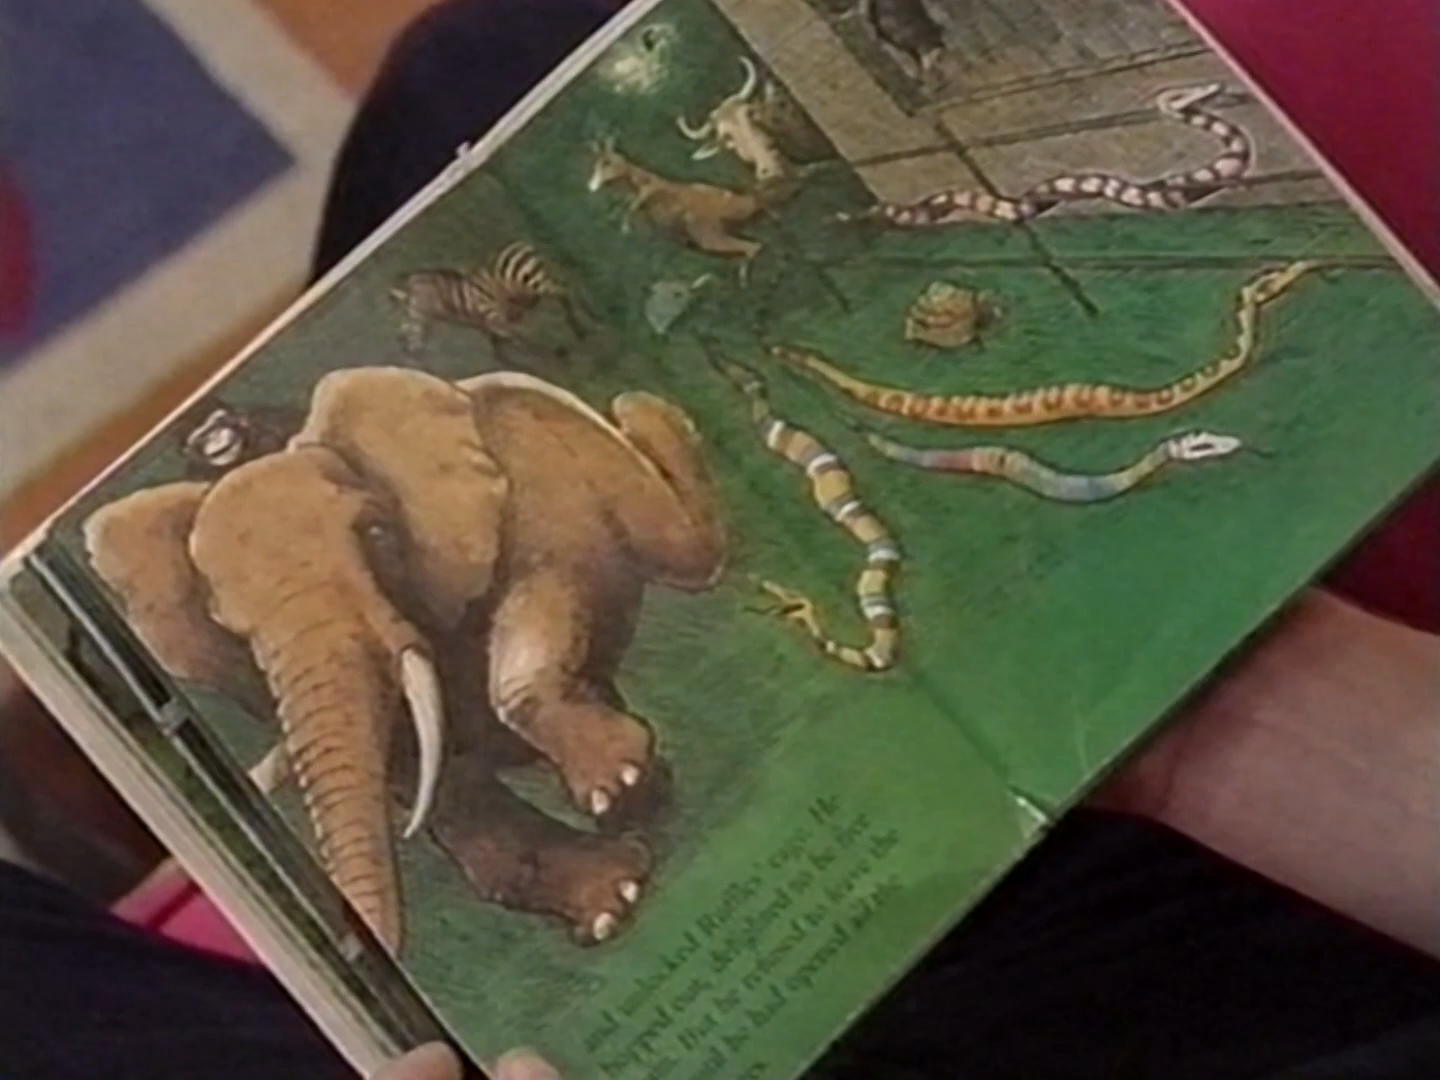 and unlocked Raffles' cage. He
hopped out, delighted to be free
But he refused to leave the
he had opened all the